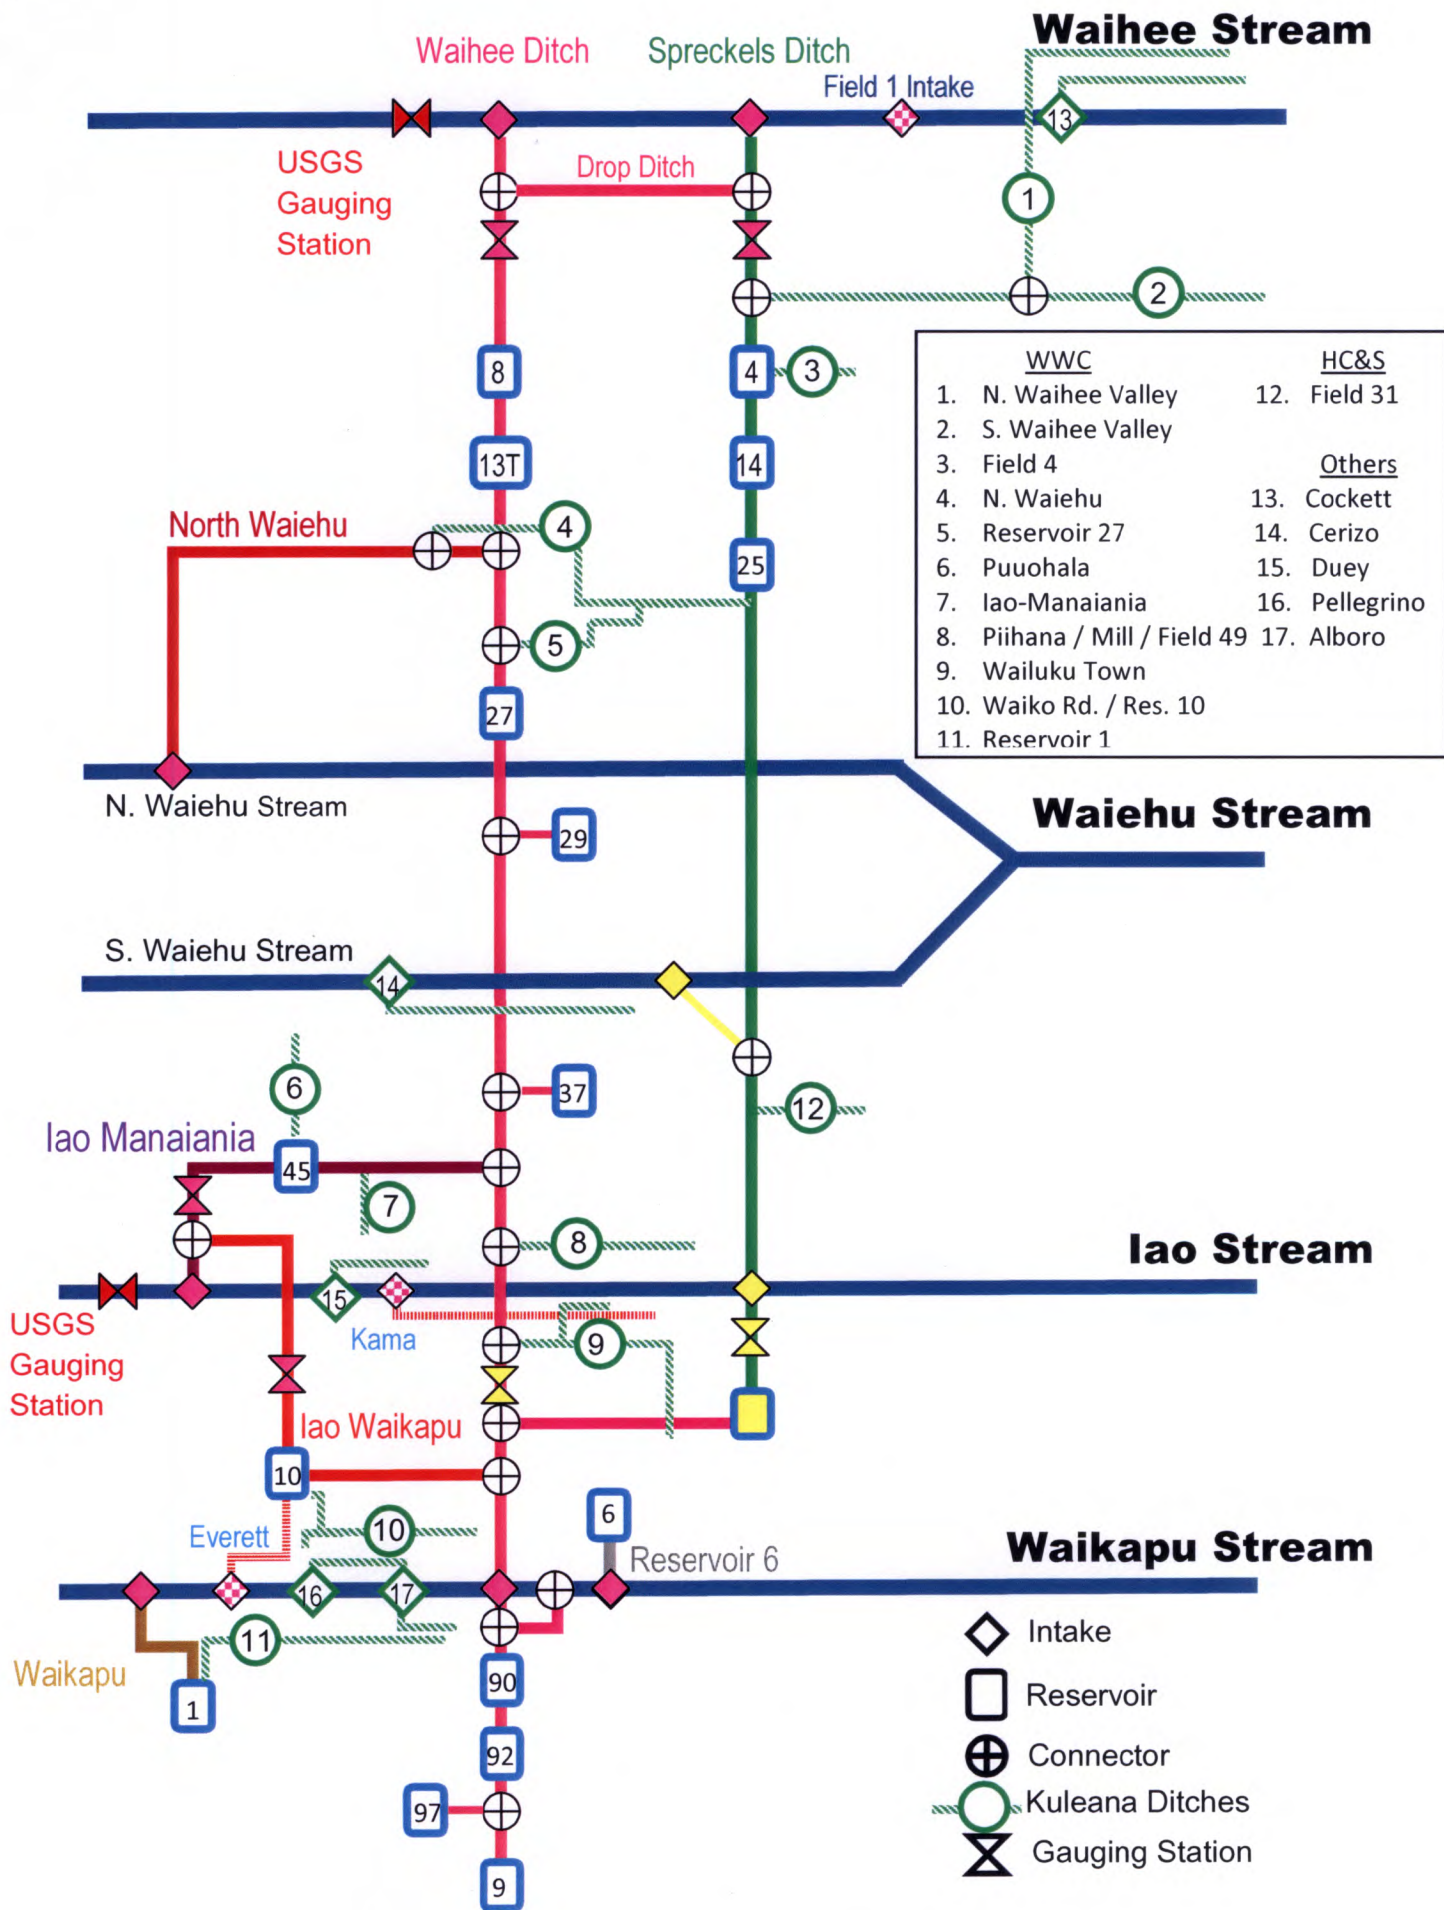 Waihee Stream
Waihee Ditch
Spreckels Ditch
Field 1 Intake
13
USGS
Gauging
Station
Drop Ditch
1
2
8
4
3
WWC
HC&S
1. N. Waihee Valley
12. Field 31
2. S. Waihee Valley
3. Field 4
Others
4. N. Waiehu
13. Cockett
5. Reservoir 27
14. Cerizo
6. Puuohala
15. Duey
7. Iao-Manaiania
16. Pellegrino
8. Piihana / Mill / Field 49
17. Alboro
9. Wailuku Town
10. Waiko Rd. / Res. 10
11. Reservoir 1
13T
14
North Waiehu
4
25
5
27
N. Waiehu Stream
Waiehu Stream
29
S. Waiehu Stream
14
6
37
12
Iao Manaiania
45
7
8
Iao Stream
15
USGS
Gauging
Station
Kama
9
Iao Waikapu
10
6
Everett
10
Reservoir 6
Waikapu Stream
16
17
11
Waikapu
1
90
92
97
9
Intake
Reservoir
Connector
Kuleana Ditches
Gauging Station